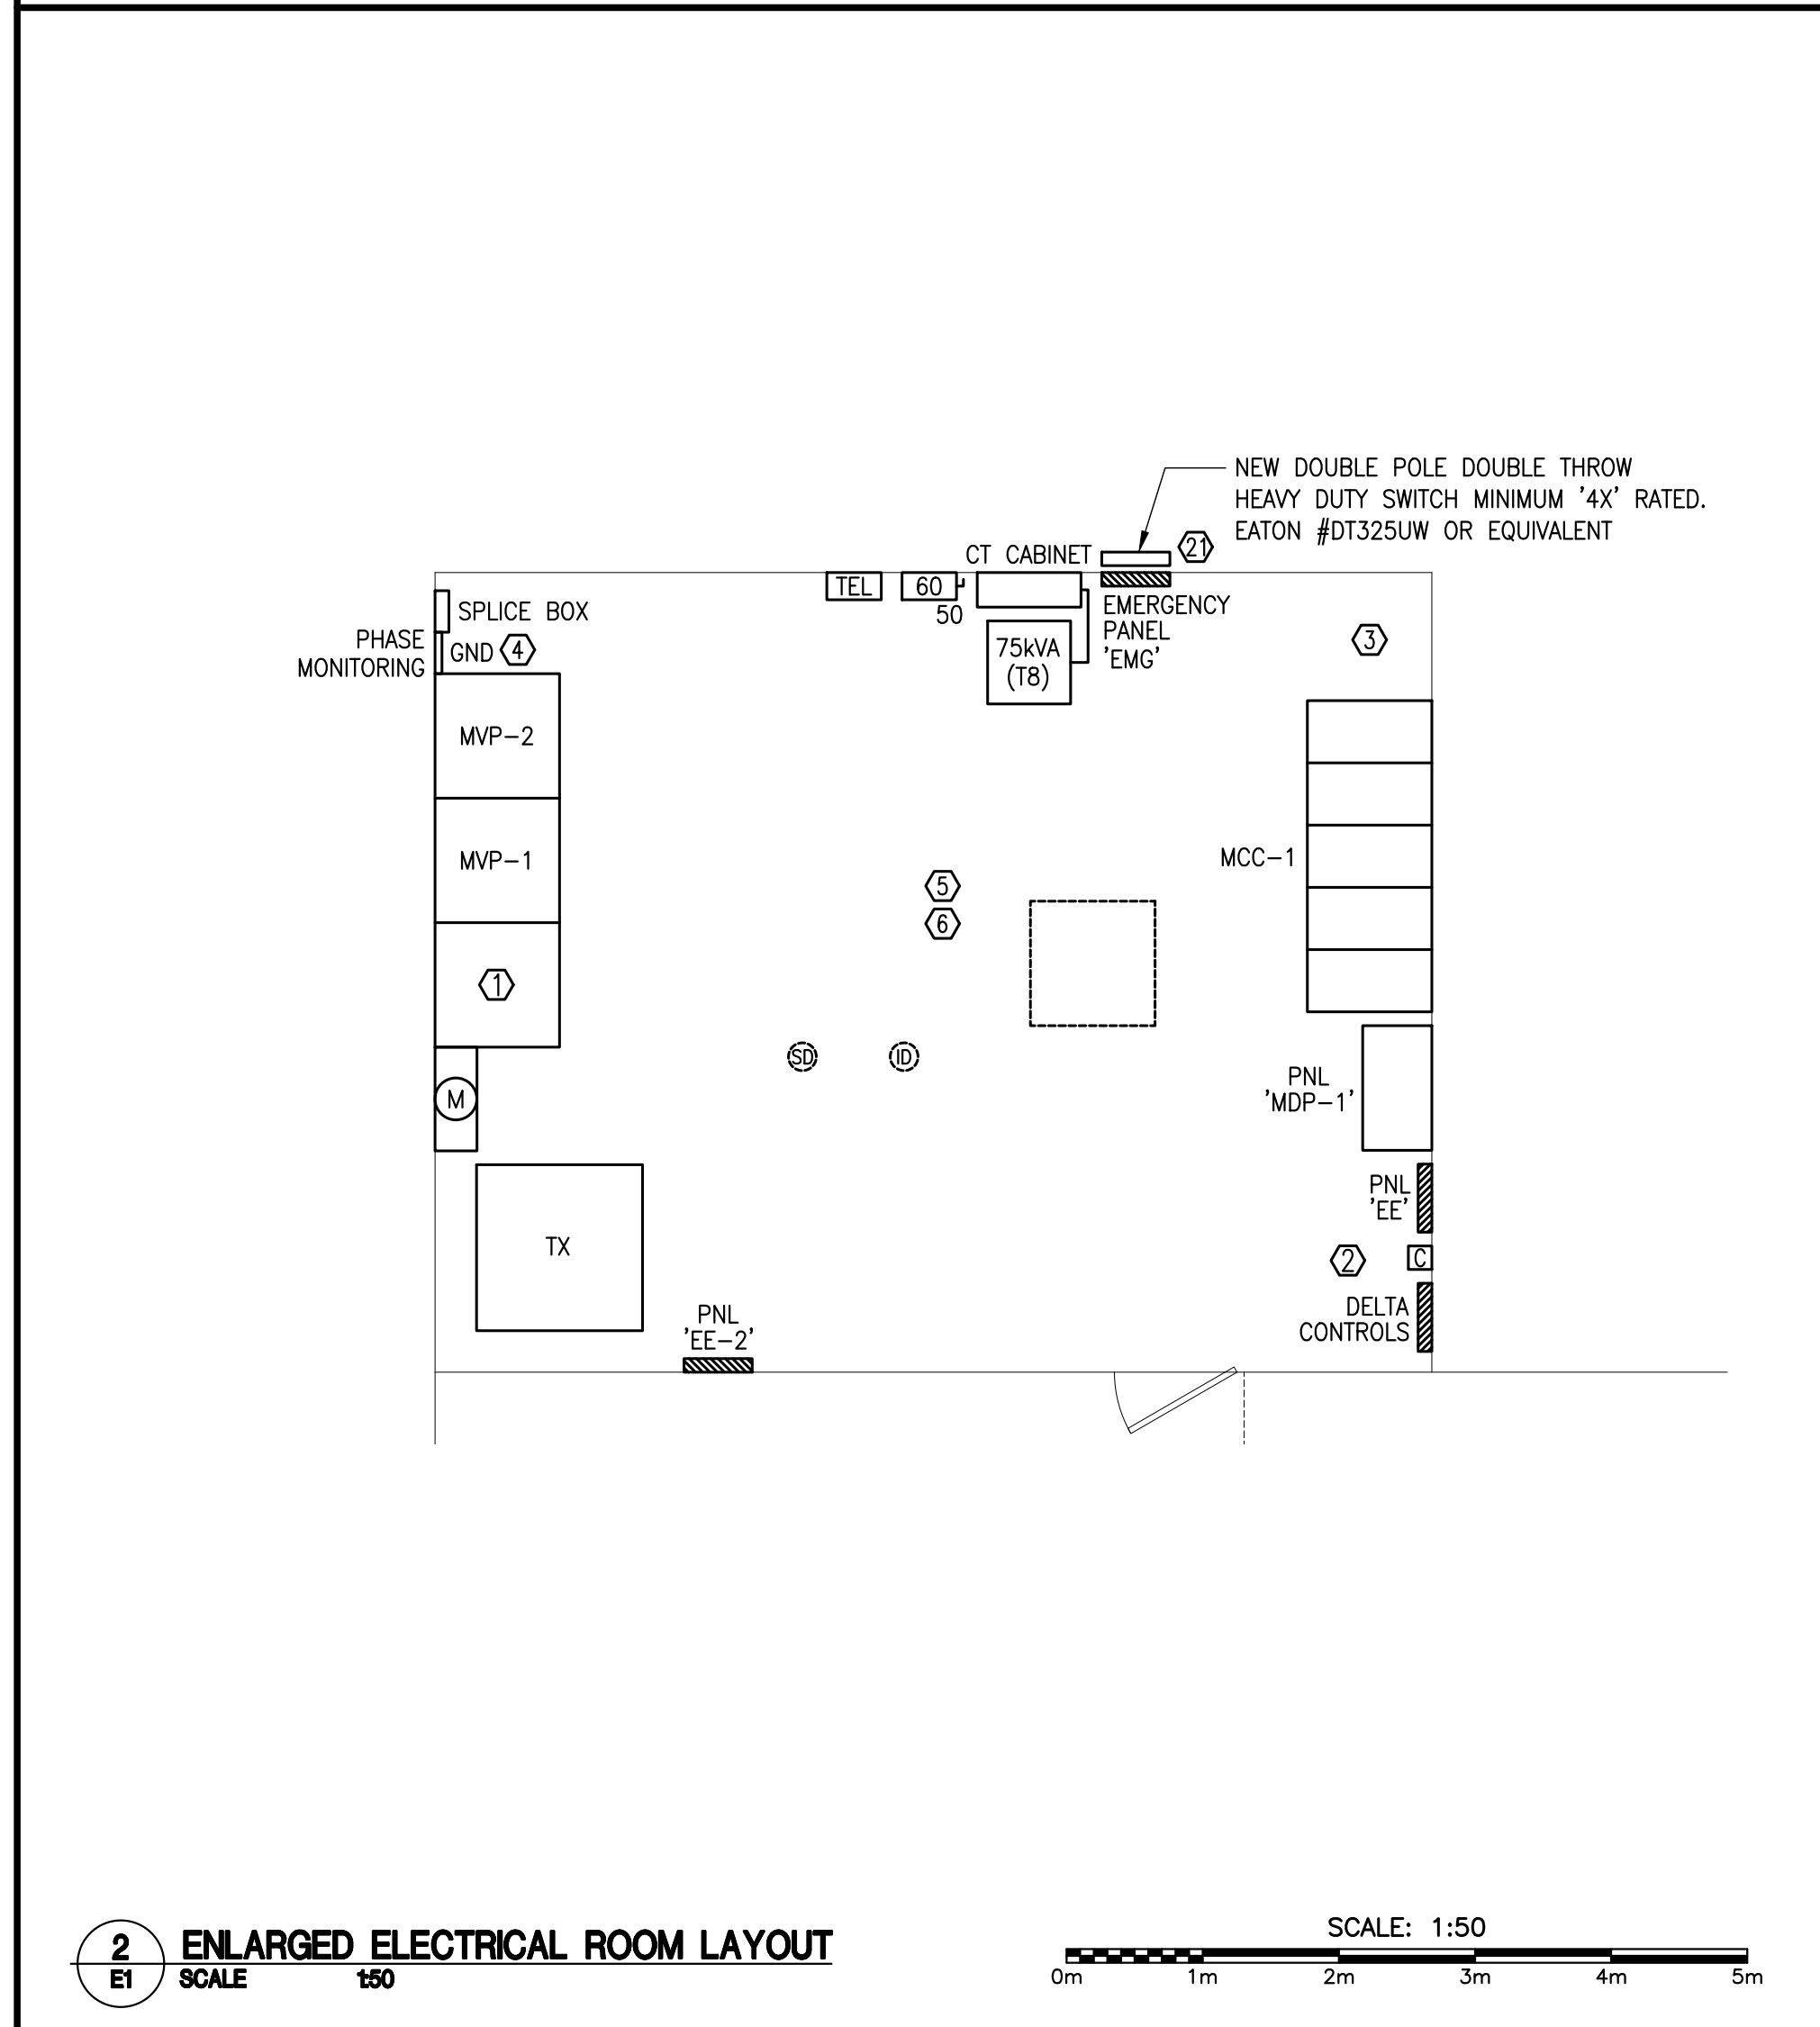 NEW DOUBLE POLE DOUBLE THROW
HEAVY DUTY SWITCH MINIMUM '4X' RATED.
EATON #DT325UW OR EQUIVALENT
21
CT CABINET
TEL
60
50
EMERGENCY
PANEL
'EMG'
SPLICE BOX
PHASE
MONITORING
GND
4
75kVA
(T8)
3
MVP-2
MVP-1
MCC-1
5
6
1
SD
ID
M
PNL
'MDP-1'
PNL
'EE'
TX
2
C
DELTA
CONTROLS
PNL
'EE-2'
2
E1
ENLARGED ELECTRICAL ROOM LAYOUT
SCALE 1:50
SCALE: 1:50
0m 1m 2m 3m 4m 5m